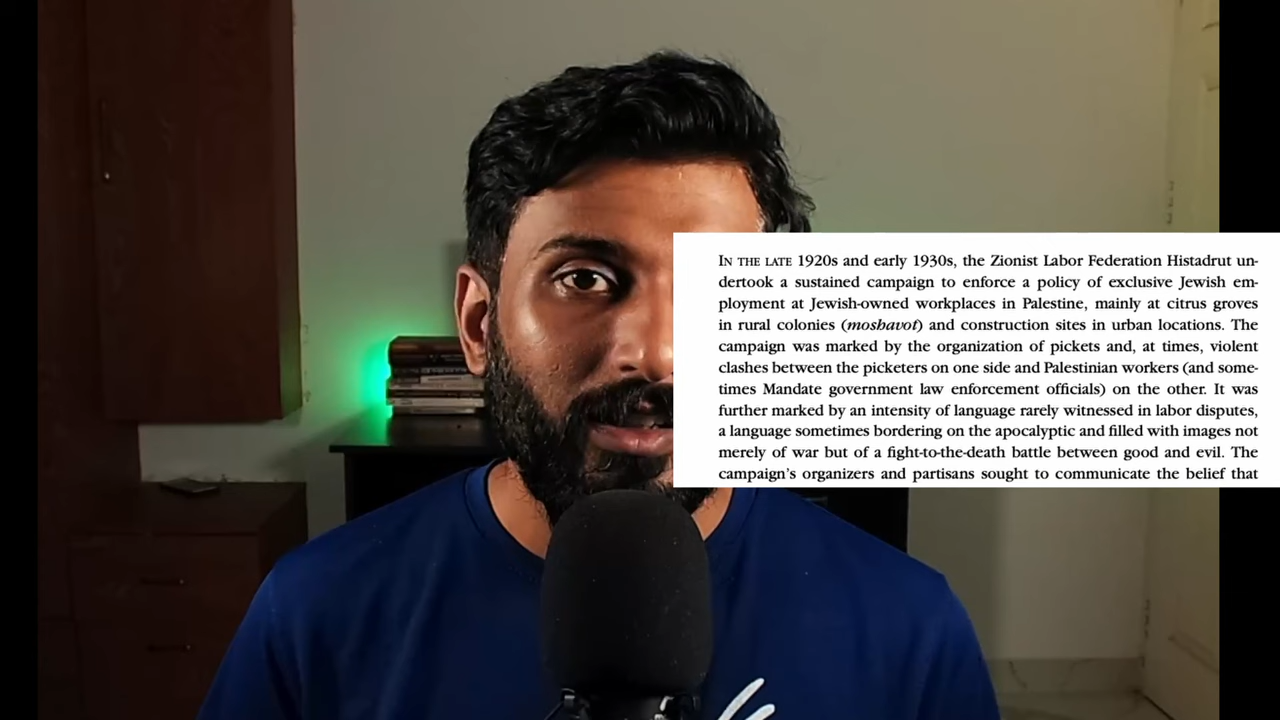 IN THE LATE 1920s and early 1930s, the Zionist Labor Federation Histadrut un-
dertook a sustained campaign to enforce a policy of exclusive Jewish em-
ployment at Jewish-owned workplaces in Palestine, mainly at citrus groves
in rural colonies (moshavot) and construction sites in urban locations. The
campaign was marked by the organization of pickets and, at times, violent
clashes between the picketers on one side and Palestinian workers (and some-
times Mandate government law enforcement officials) on the other. It was
further marked by an intensity of language rarely witnessed in labor disputes,
a language sometimes bordering on the apocalyptic and filled with images not
merely of war but of a fight-to-the-death battle between good and evil. The
campaign's organizers and partisans sought to communicate the belief that